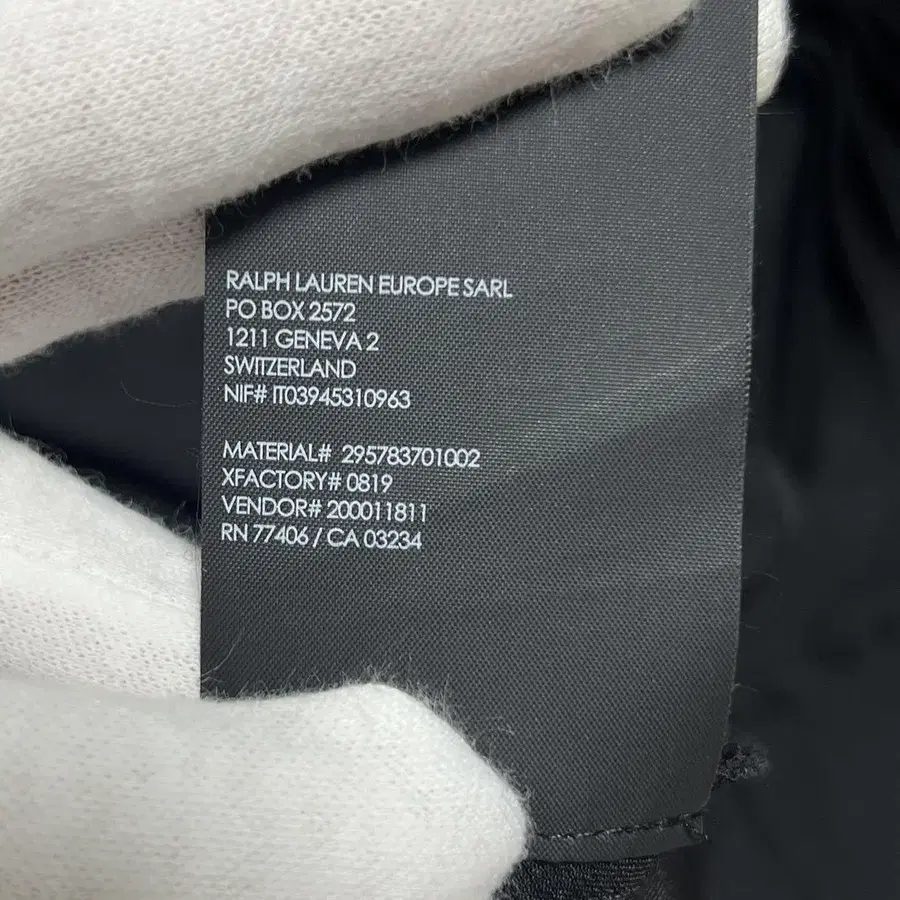 RALPH LAUREN EUROPE SARL
PO BOX 2572
1211 GENEVA 2
SWITZERLAND
NIF# IT03945310963
MATERIAL# 295783701002
XFACTORY# 0819
VENDOR# 200011811
RN 77406 / CA 03234